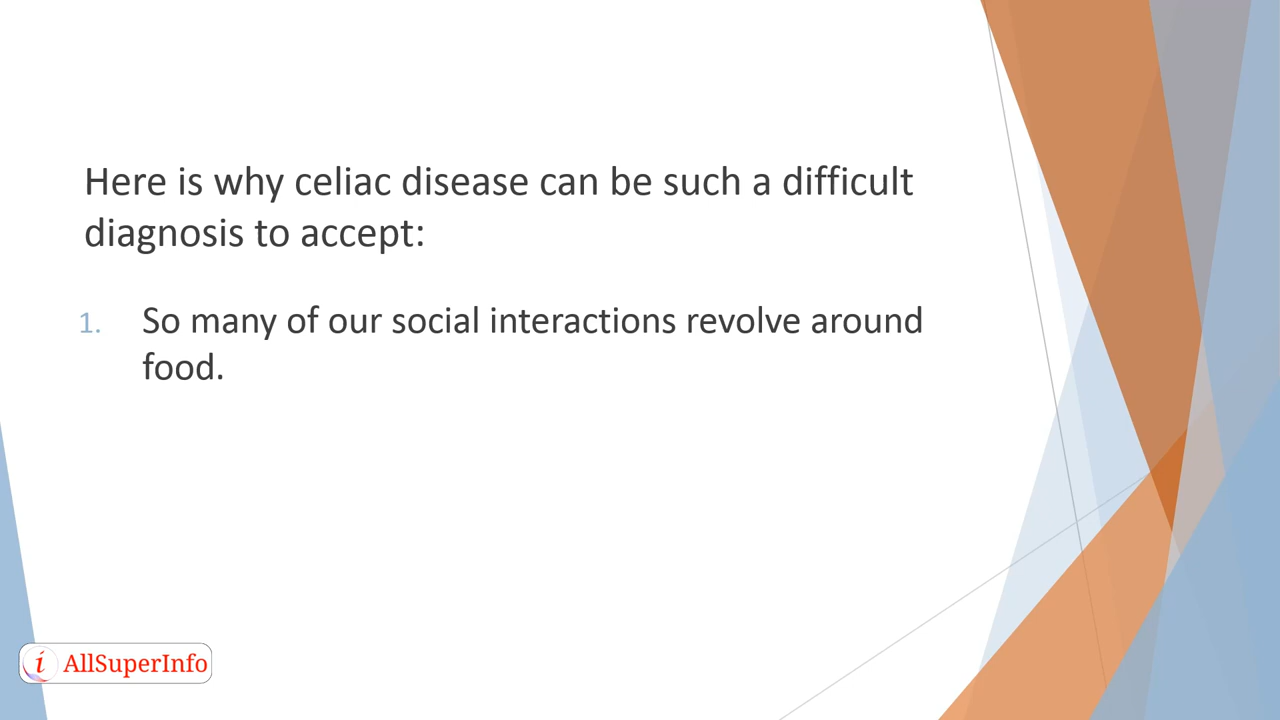 Here is why celiac disease can be such a difficult
diagnosis to accept:
1. So many of our social interactions revolve around
food.
i AllSuperInfo